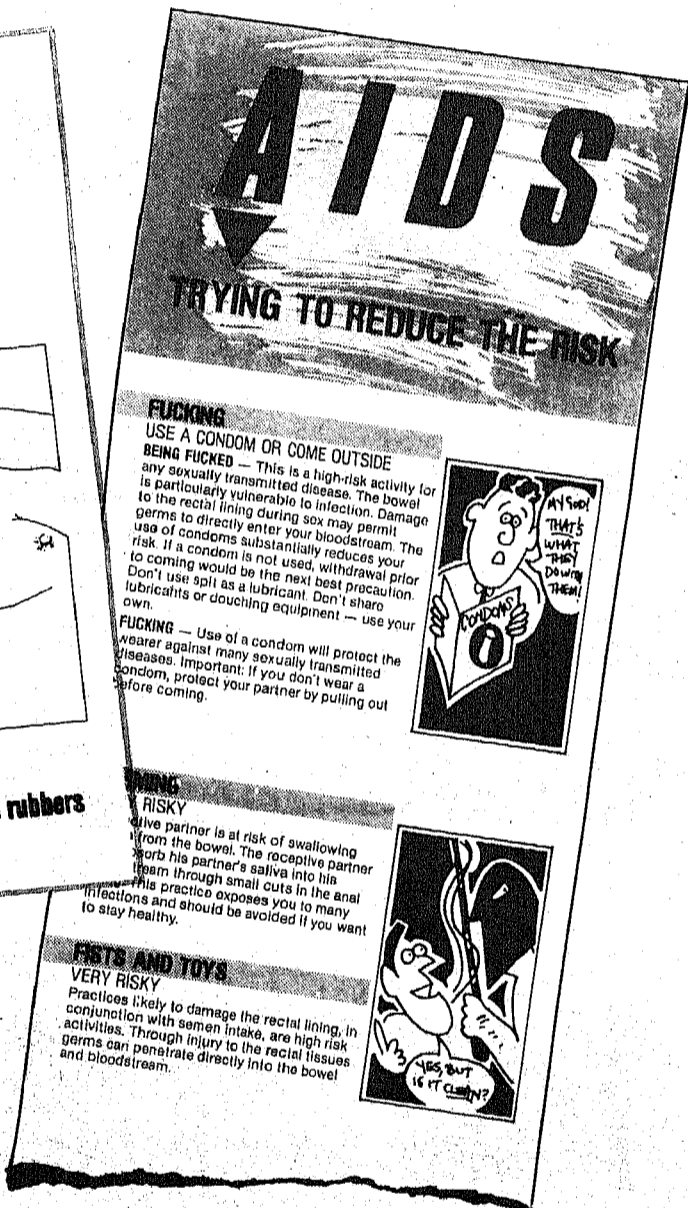 AIDS
TRYING TO REDUCE THE RISK
FUCKING
USE A CONDOM OR COME OUTSIDE
BEING FUCKED — This is a high-risk activity for
any sexually transmitted disease. The bowel
is particularly vulnerable to infection. Damage
to the rectal lining during sex may permit
germs to directly enter your bloodstream. The
use of condoms substantially reduces your
risk. If a condom is not used, withdrawal prior
to coming would be the next best precaution.
Don't use spit as a lubricant. Don't share
lubricants or douching equipment — use your
own.
FUCKING — Use of a condom will protect the
wearer against many sexually transmitted
diseases. Important: If you don't wear a
condom, protect your partner by pulling out
before coming.
MY GOD!
THAT'S
WHAT
THEY
DO WITH
THEM!
CONDOMS
rubbers
MING
RISKY
tive partner is at risk of swallowing
from the bowel. The receptive partner
sorb his partner's saliva into his
eam through small cuts in the anal
This practice exposes you to many
infections and should be avoided if you want
to stay healthy.
FISTS AND TOYS
VERY RISKY
Practices likely to damage the rectal lining, in
conjunction with semen intake, are high risk
activities. Through injury to the rectal tissues
germs can penetrate directly into the bowel
and bloodstream.
YES, BUT
IS IT CLEAN?